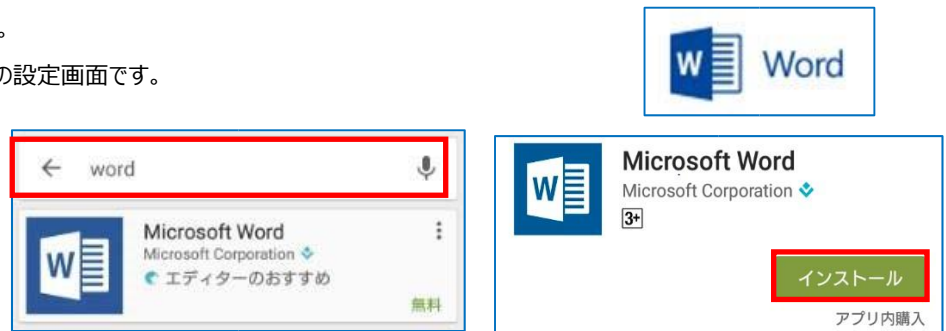 。
の設定画面です。
W Word
word
Microsoft Word
Microsoft Corporation
エディターのおすすめ
無料
W
Microsoft Word
Microsoft Corporation
3+
インストール
アプリ内購入
W